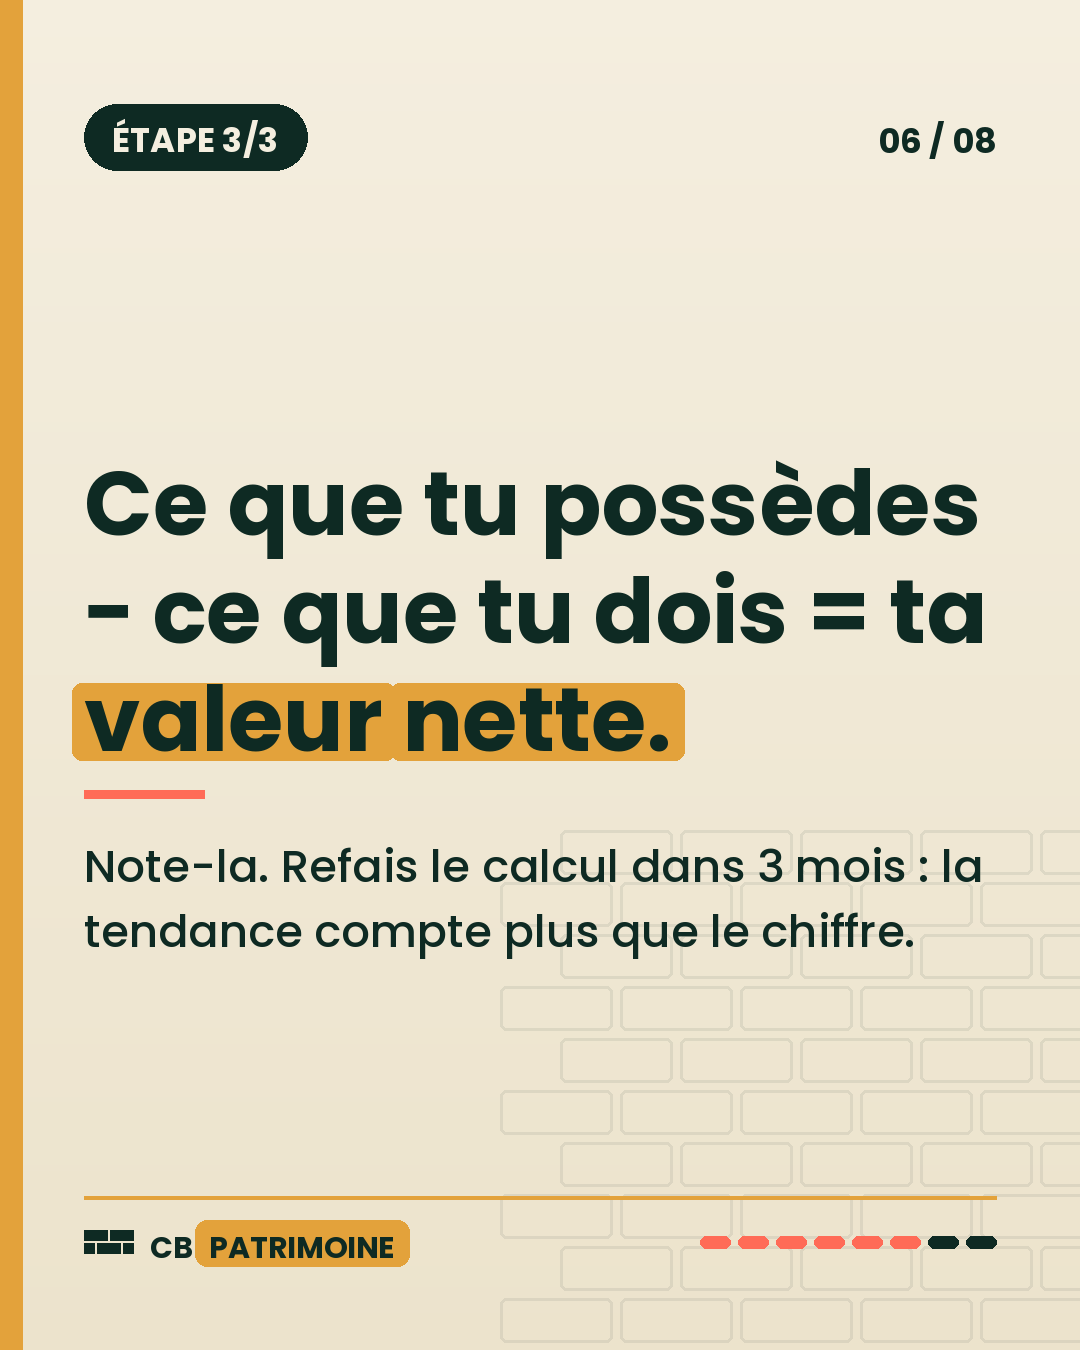 ÉTAPE 3/3
06 / 08
Ce que tu possèdes
- ce que tu dois = ta
valeur nette.
Note-la. Refais le calcul dans 3 mois : la
tendance compte plus que le chiffre.
CB PATRIMOINE